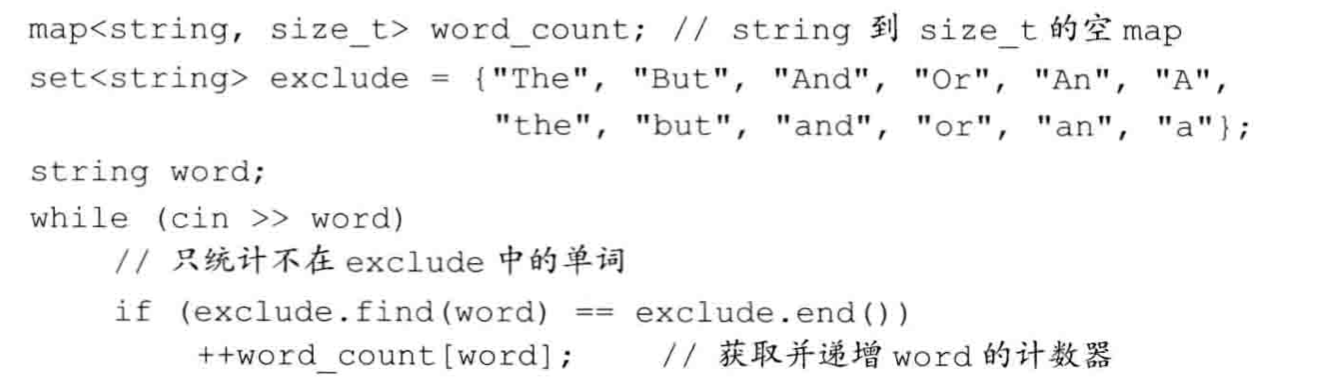 map<string, size_t> word_count; // string 到 size_t 的空 map
set<string> exclude = {"The", "But", "And", "Or", "An", "A",
"the", "but", "and", "or", "an", "a"};
string word;
while (cin >> word)
// 只统计不在 exclude 中的单词
if (exclude.find(word) == exclude.end())
++word_count[word]; // 获取并递增 word 的计数器